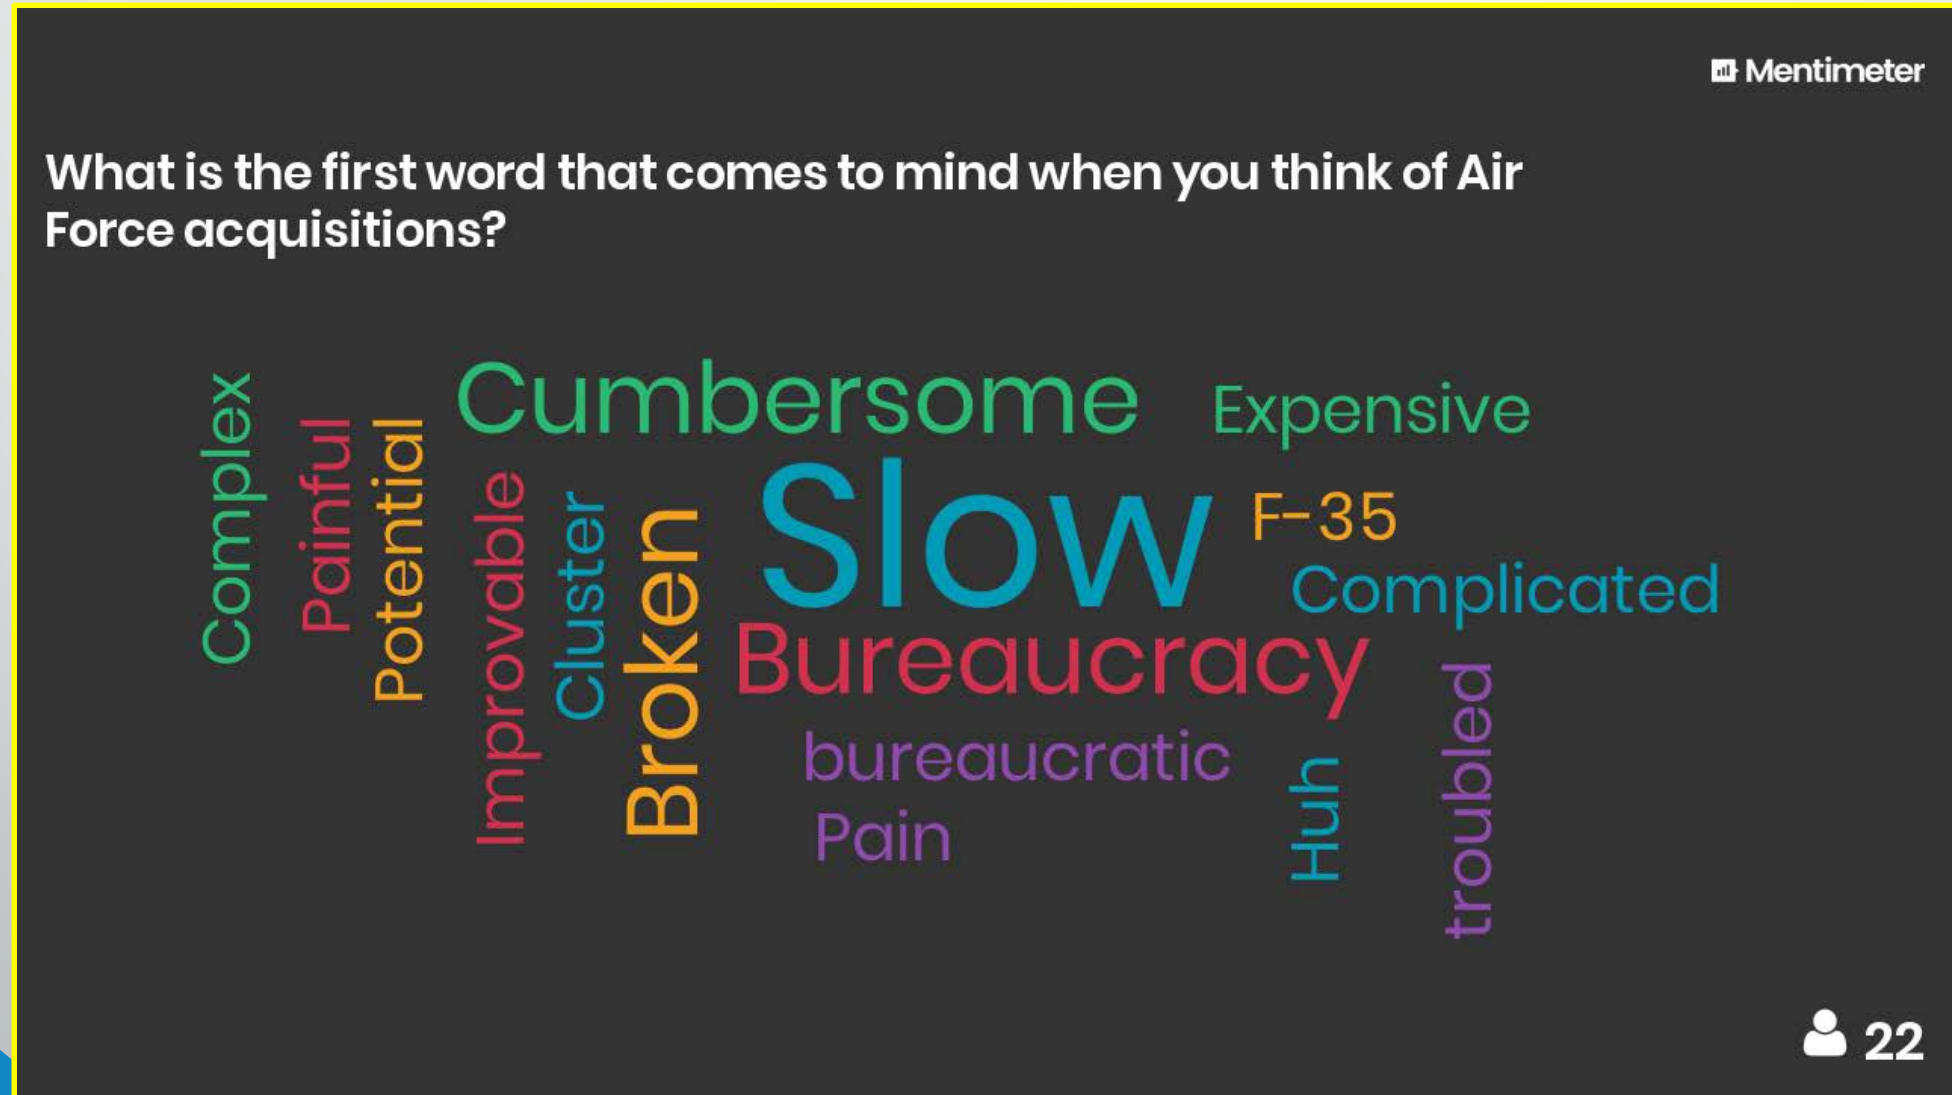 Mentimeter
What is the first word that comes to mind when you think of Air
Force acquisitions?
Complex
Painful
Potential
Cumbersome
Expensive
Improvable
Cluster
Broken
Slow
F-35
Complicated
Bureaucracy
bureaucratic
Pain
Huh
troubled
22